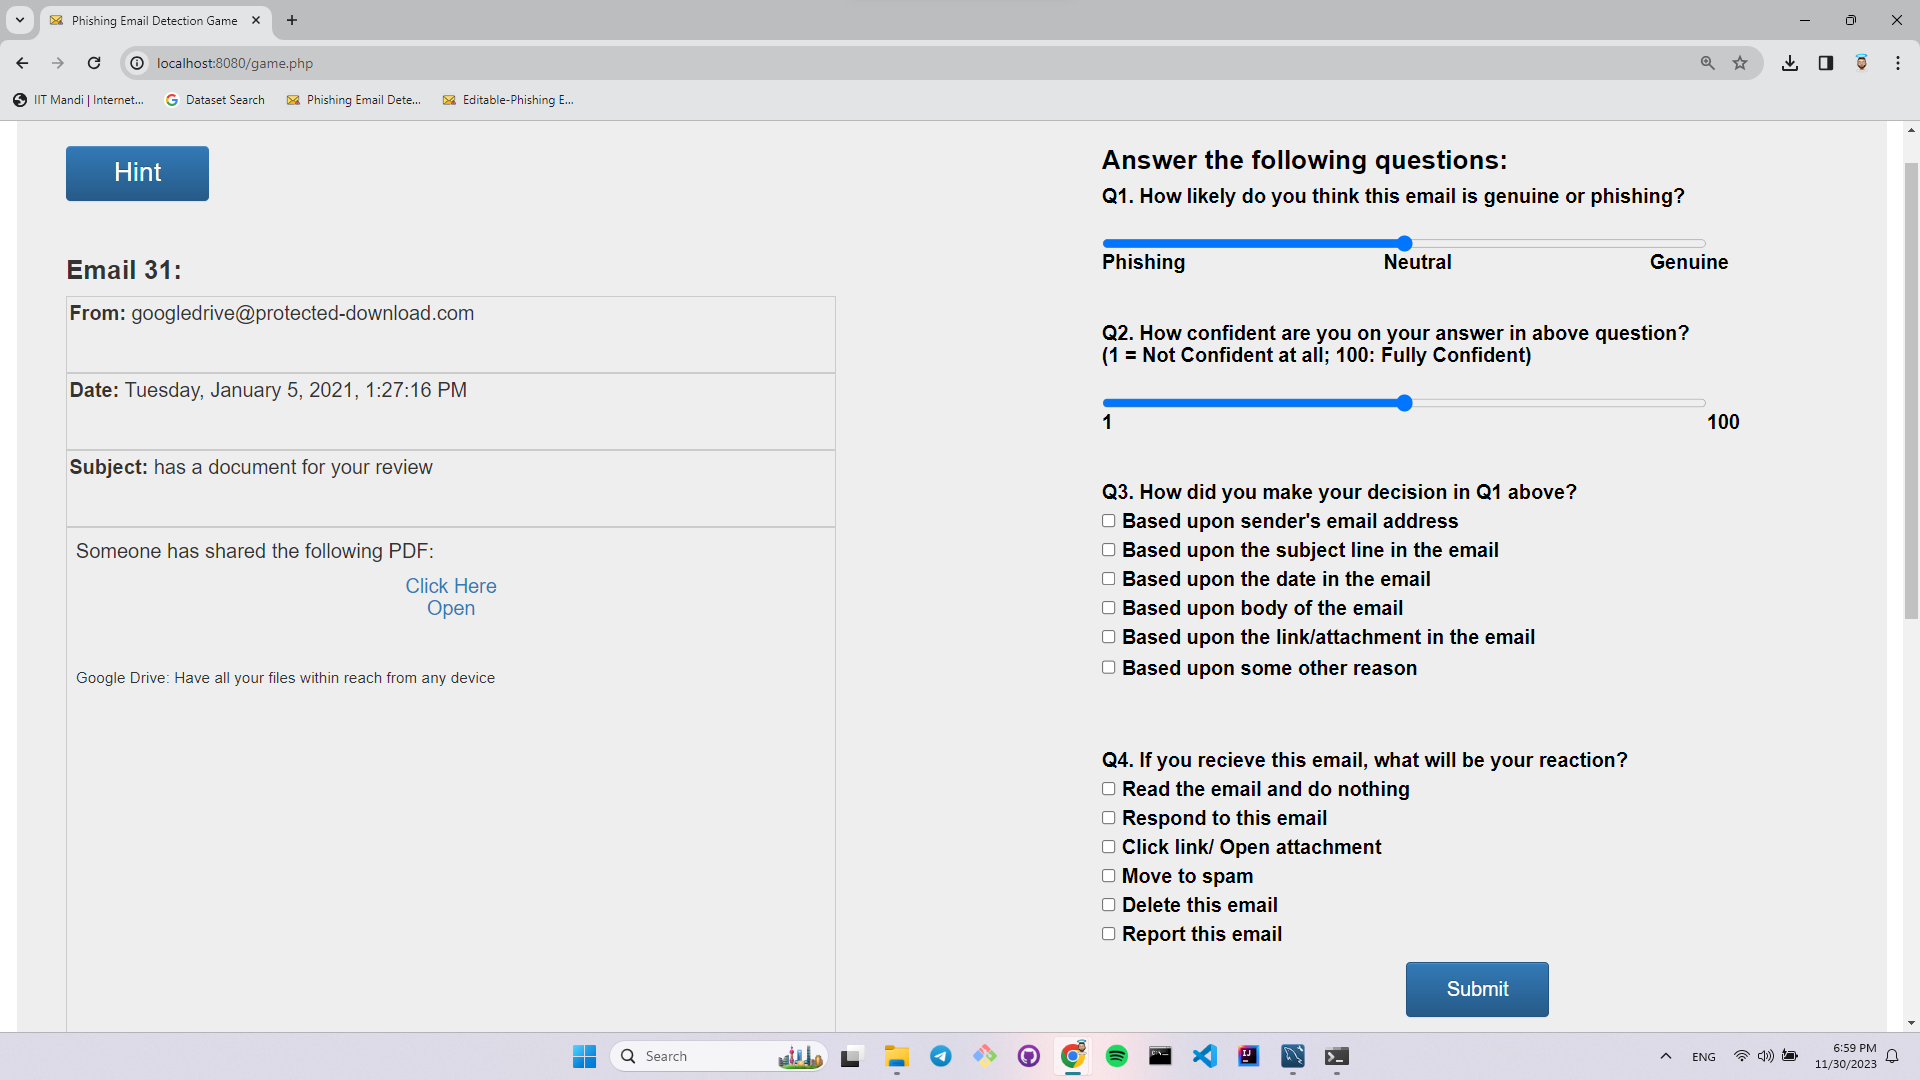 Phishing Email Detection Game
localhost:8080/game.php
IIT Mandi | Internet...
Dataset Search
Phishing Email Dete...
Editable-Phishing E...
Hint
Email 31:
From: googledrive@protected-download.com
Date: Tuesday, January 5, 2021, 1:27:16 PM
Subject: has a document for your review
Someone has shared the following PDF:
Click Here
Open
Google Drive: Have all your files within reach from any device
Answer the following questions:
Q1. How likely do you think this email is genuine or phishing?
Phishing Neutral Genuine
Q2. How confident are you on your answer in above question?
(1 = Not Confident at all; 100: Fully Confident)
1 100
Q3. How did you make your decision in Q1 above?
Based upon sender's email address
Based upon the subject line in the email
Based upon the date in the email
Based upon body of the email
Based upon the link/attachment in the email
Based upon some other reason
Q4. If you recieve this email, what will be your reaction?
Read the email and do nothing
Respond to this email
Click link/ Open attachment
Move to spam
Delete this email
Report this email
Submit
Search
ENG
6:59 PM
11/30/2023